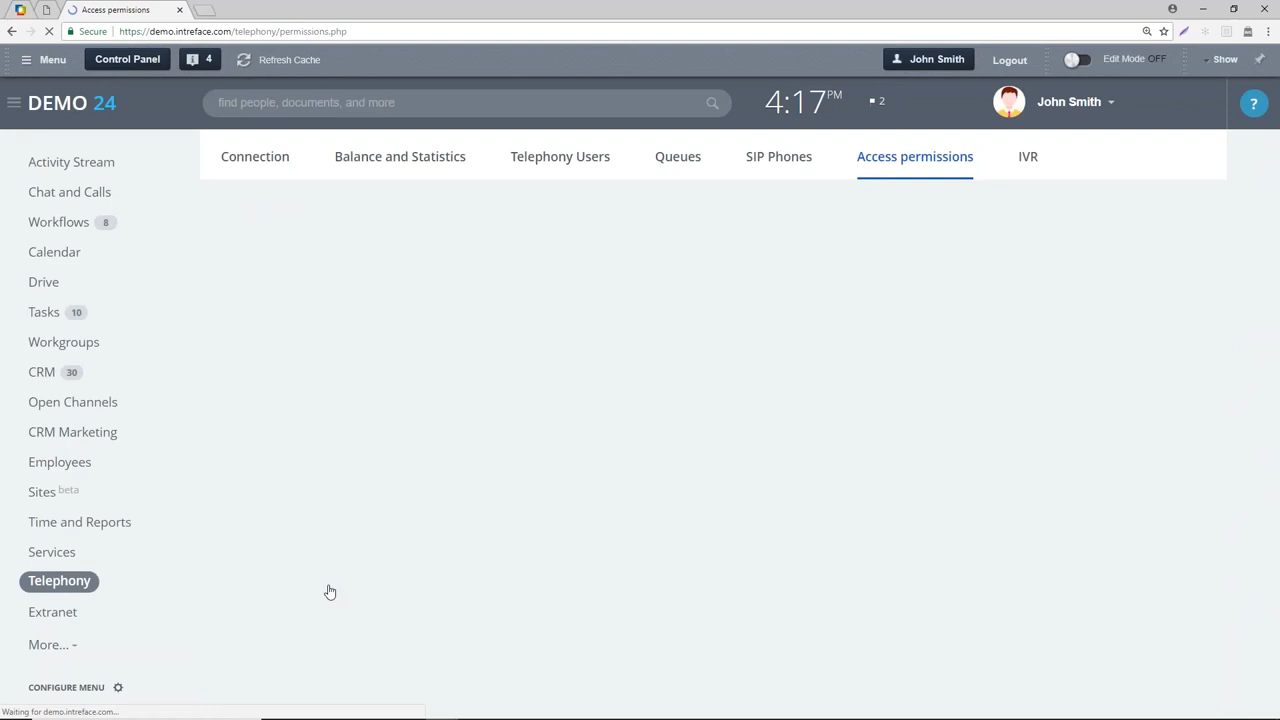 Access permissions
Secure https://demo.intreface.com/telephony/permissions.php
Menu Control Panel 4 Refresh Cache John Smith Logout Edit Mode OFF Show
DEMO 24 find people, documents, and more 4:17 PM 2 John Smith ?
Connection Balance and Statistics Telephony Users Queues SIP Phones Access permissions IVR
Activity Stream
Chat and Calls
Workflows 8
Calendar
Drive
Tasks 10
Workgroups
CRM 30
Open Channels
CRM Marketing
Employees
Sites beta
Time and Reports
Services
Telephony
Extranet
More...
CONFIGURE MENU
Waiting for demo.intreface.com...